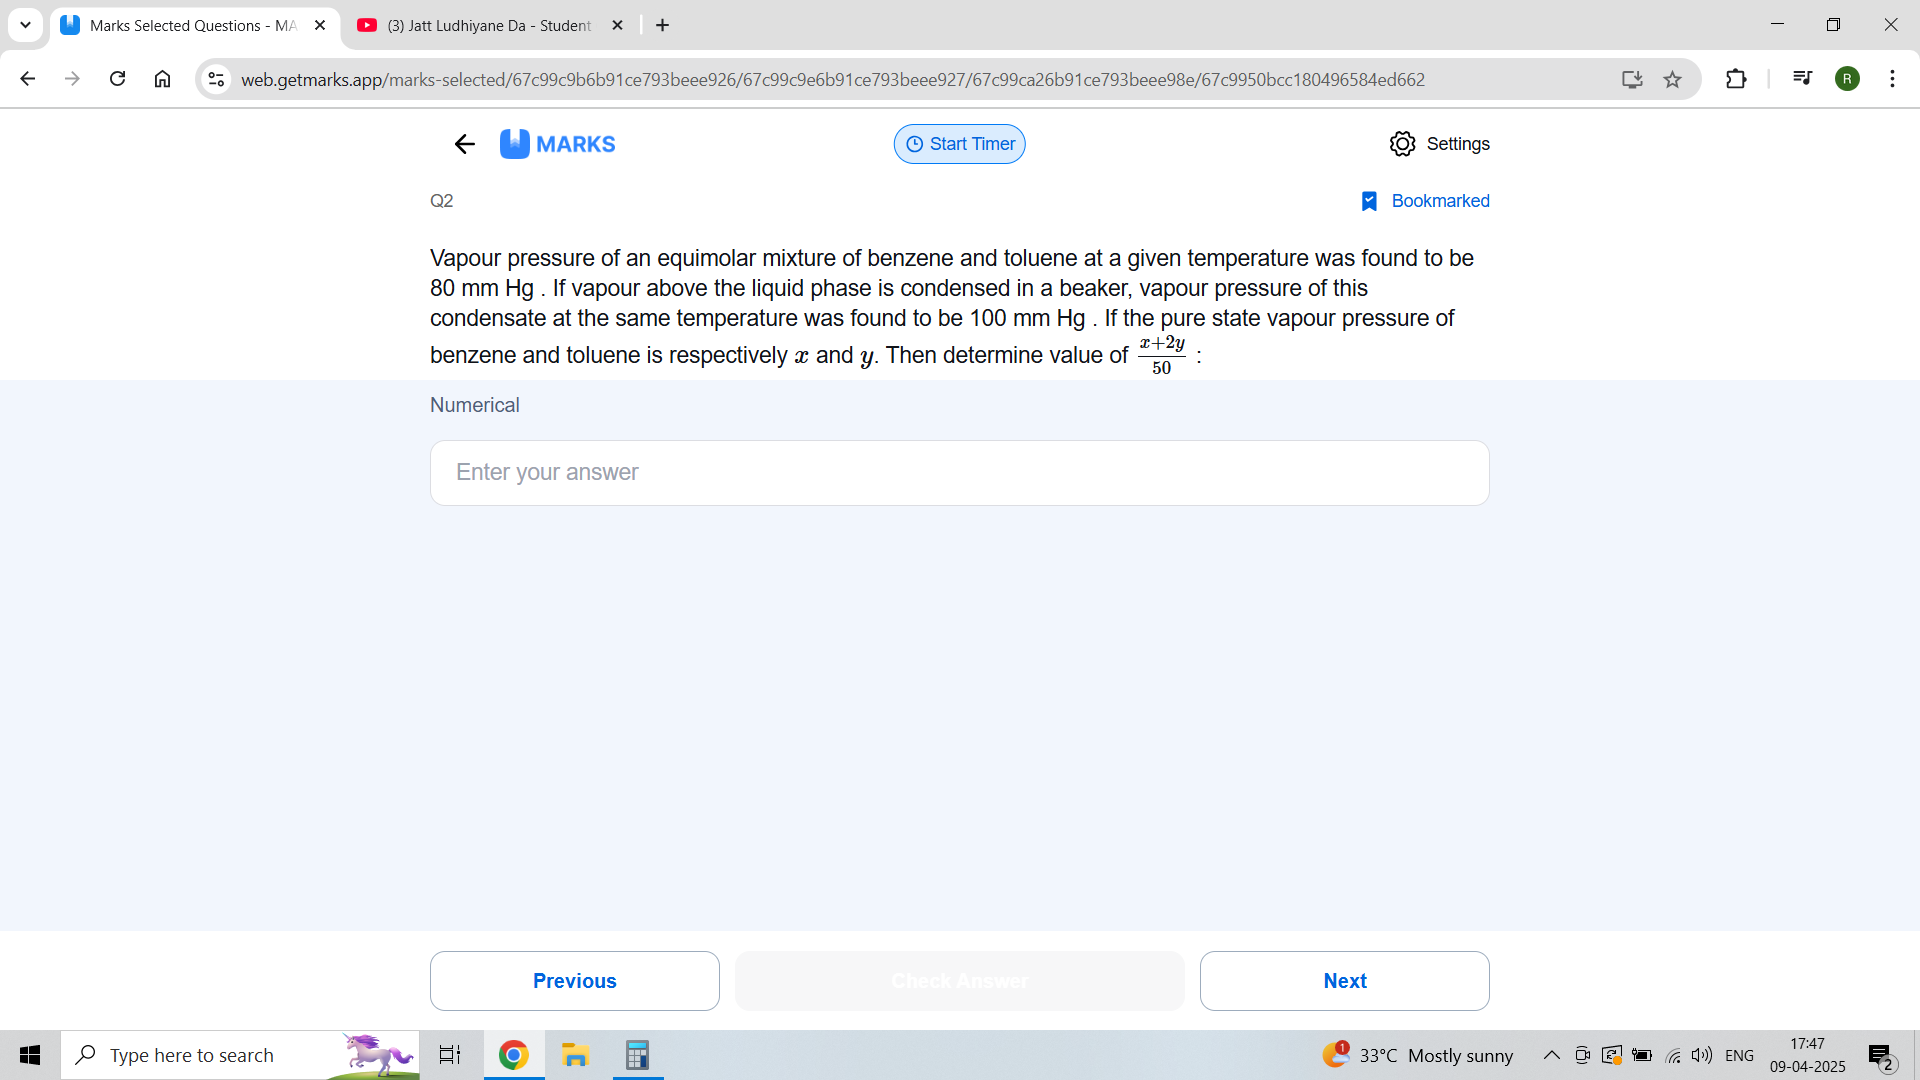 Marks Selected Questions - MA
(3) Jatt Ludhiyane Da - Student
web.getmarks.app/marks-selected/67c99c9b6b91ce793beee926/67c99c9e6b91ce793beee927/67c99ca26b91ce793beee98e/67c9950bcc180496584ed662
R
MARKS
Start Timer
Settings
Q2
Bookmarked
Vapour pressure of an equimolar mixture of benzene and toluene at a given temperature was found to be
80 mm Hg . If vapour above the liquid phase is condensed in a beaker, vapour pressure of this
condensate at the same temperature was found to be 100 mm Hg . If the pure state vapour pressure of
benzene and toluene is respectively x and y. Then determine value of \frac{x+2y}{50} :
Numerical
Enter your answer
Previous
Check Answer
Next
Type here to search
1
33°C Mostly sunny
ENG
17:47
09-04-2025
2